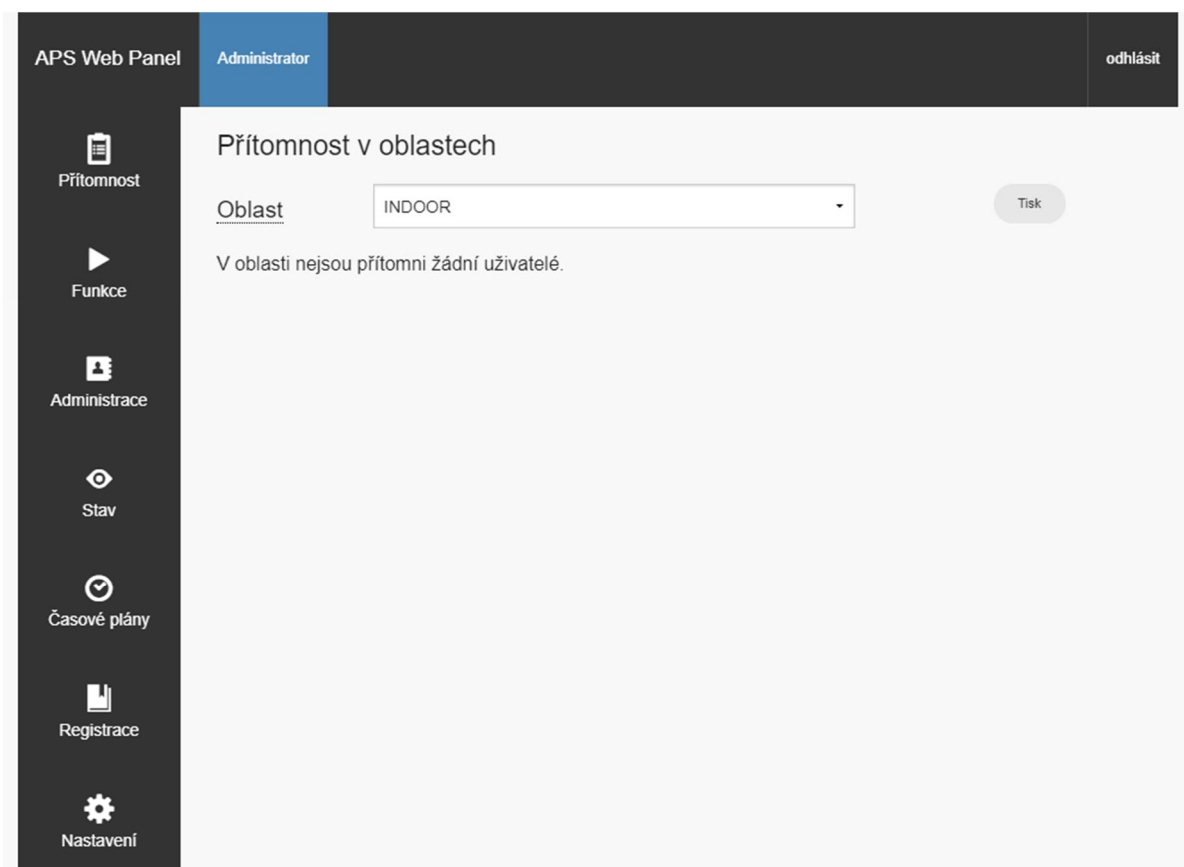 APS Web Panel
Administrator
odhlásit
Přítomnost
Funkce
Administrace
Stav
Časové plány
Registrace
Nastavení
Přítomnost v oblastech
Oblast
INDOOR
Tisk
V oblasti nejsou přítomni žádní uživatelé.